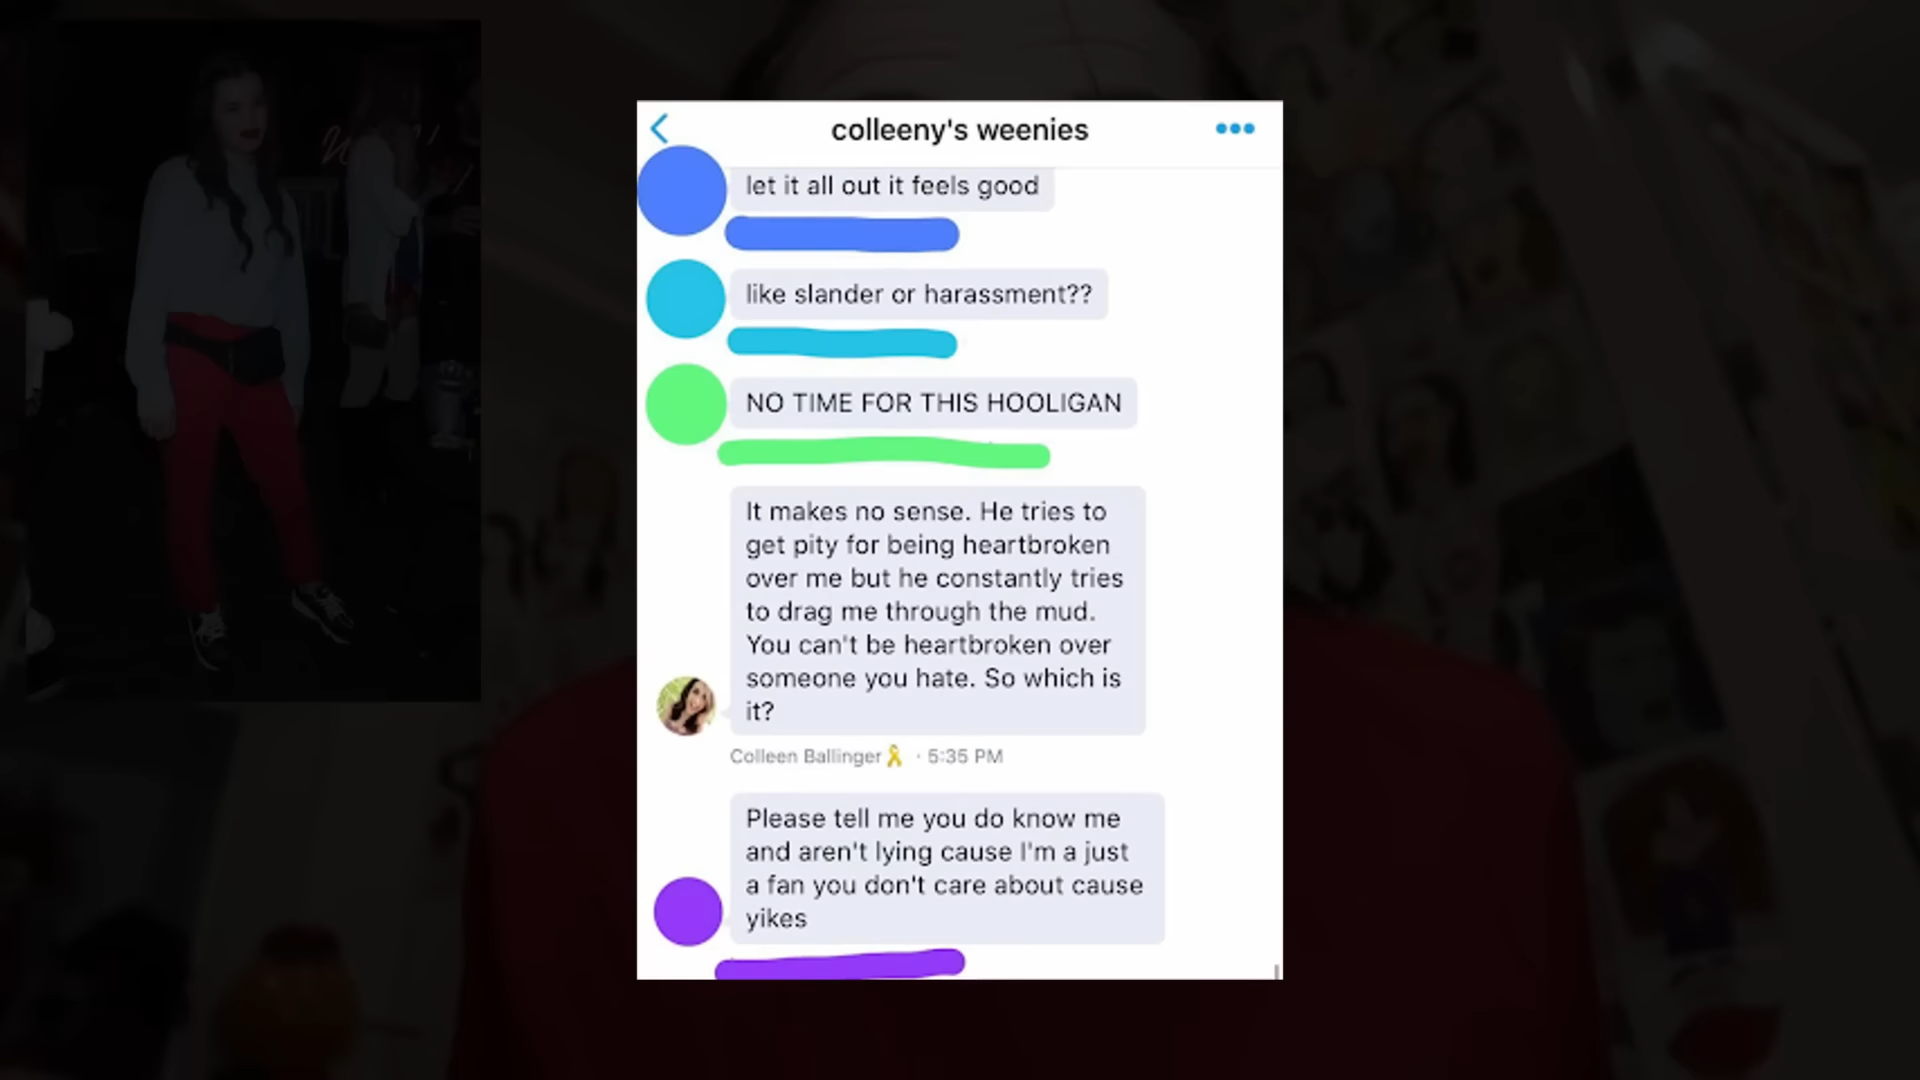 colleeny's weenies
let it all out it feels good
like slander or harassment??
NO TIME FOR THIS HOOLIGAN
It makes no sense. He tries to
get pity for being heartbroken
over me but he constantly tries
to drag me through the mud.
You can't be heartbroken over
someone you hate. So which is
it?
Colleen Ballinger🎗 · 5:35 PM
Please tell me you do know me
and aren't lying cause I'm a just
a fan you don't care about cause
yikes